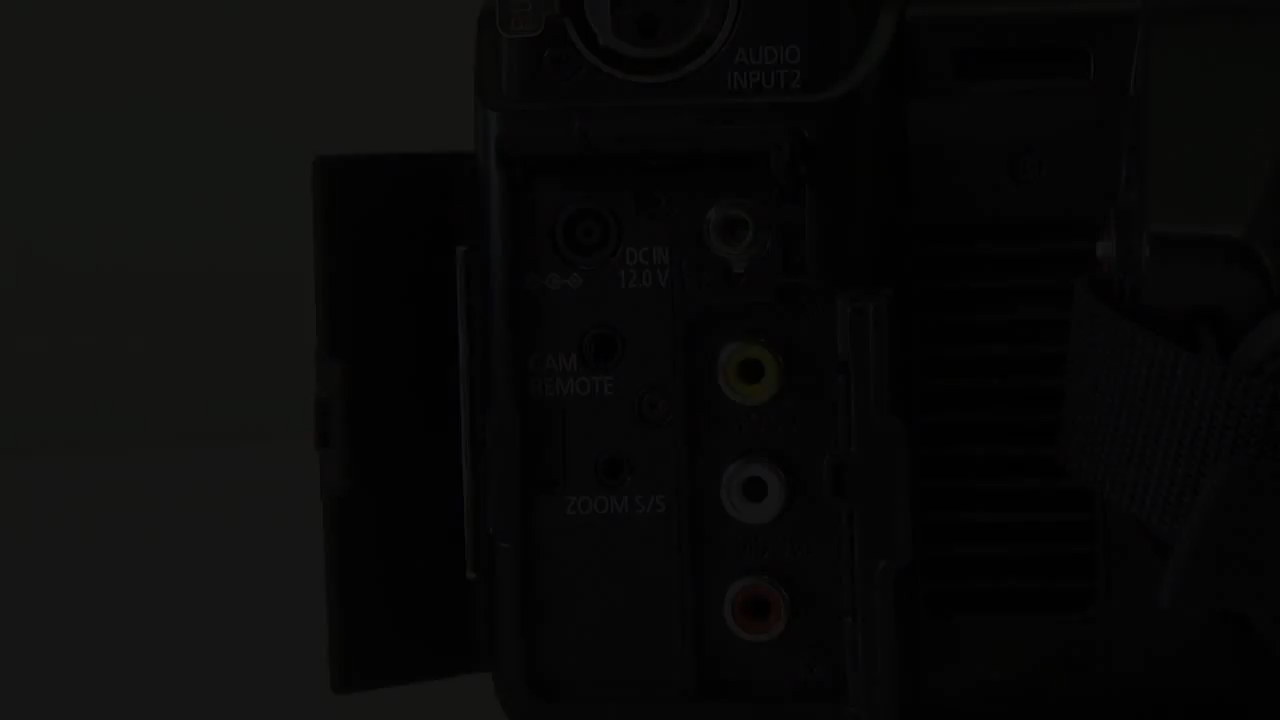 AUDIO
INPUT2
DC IN
12.0 V
CAM
REMOTE
ZOOM S/S